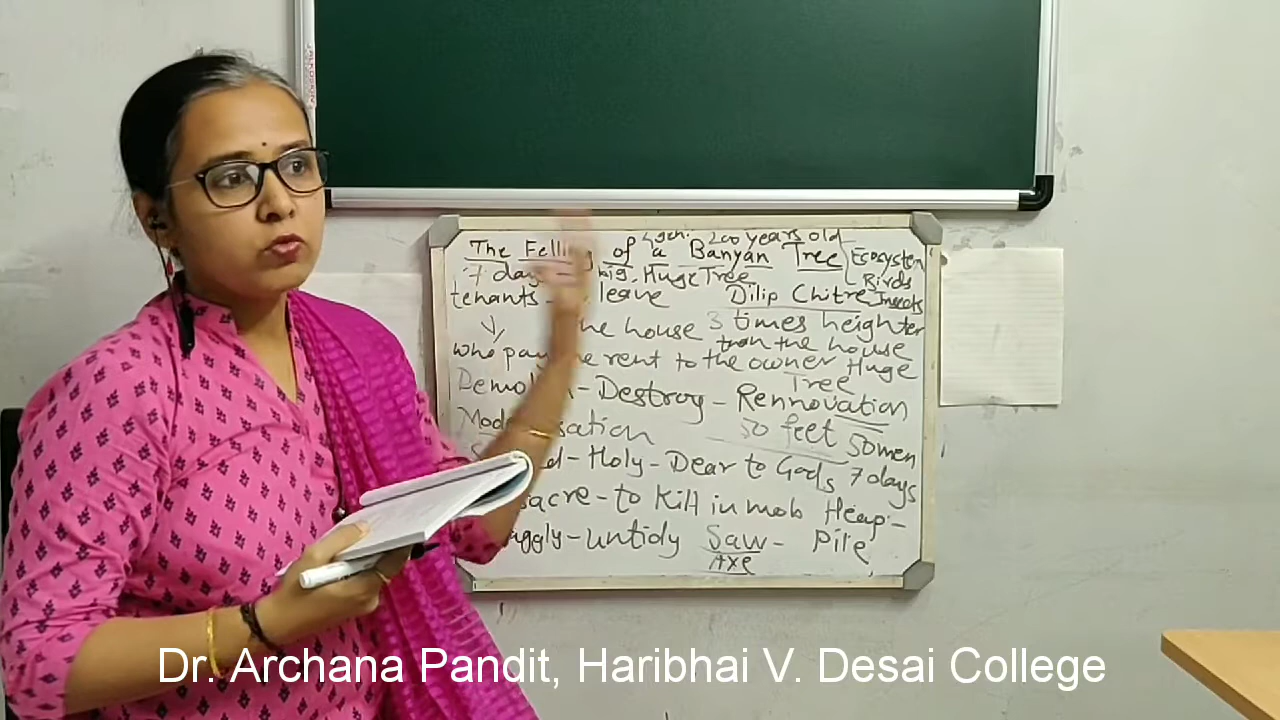 4 gen. 200 years old
The Felling of a Banyan Tree
Ecosystem
Birds
Insects
7 days - big. Huge Tree
tenants - leave Dilip Chitre
the house 3 times heighter
than the house
who pay the rent to the owner Huge
Tree
- Destroy - Rennovation
50 feet 50 men
- Holy - Dear to Gods 7 days
- to Kill in mob Heap:-
- untidy Saw - Pile
Axe
Dr. Archana Pandit, Haribhai V. Desai College